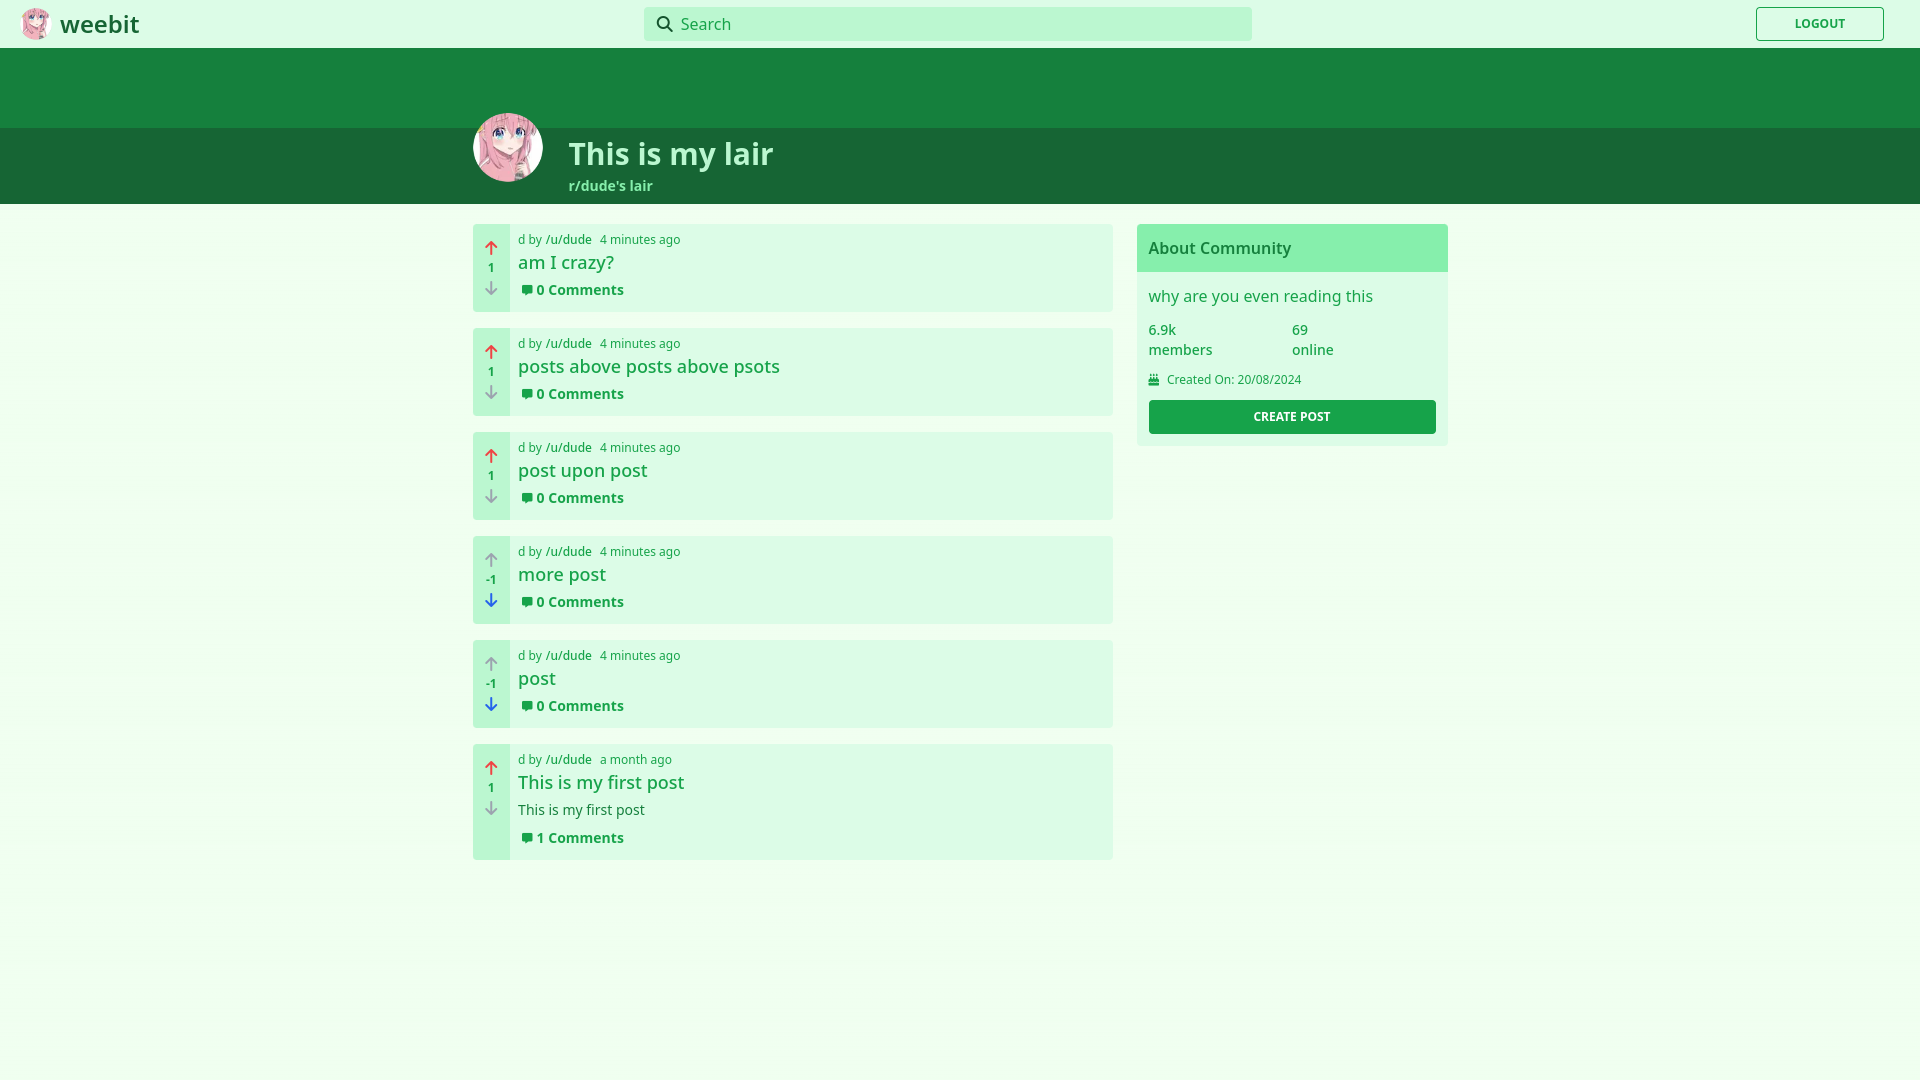 weebit
Search
LOGOUT
This is my lair
r/dude's lair
d by /u/dude 4 minutes ago
1
am I crazy?
0 Comments
d by /u/dude 4 minutes ago
1
posts above posts above psots
0 Comments
d by /u/dude 4 minutes ago
1
post upon post
0 Comments
d by /u/dude 4 minutes ago
-1
more post
0 Comments
d by /u/dude 4 minutes ago
-1
post
0 Comments
d by /u/dude a month ago
1
This is my first post
This is my first post
1 Comments
About Community
why are you even reading this
6.9k 69
members online
Created On: 20/08/2024
CREATE POST